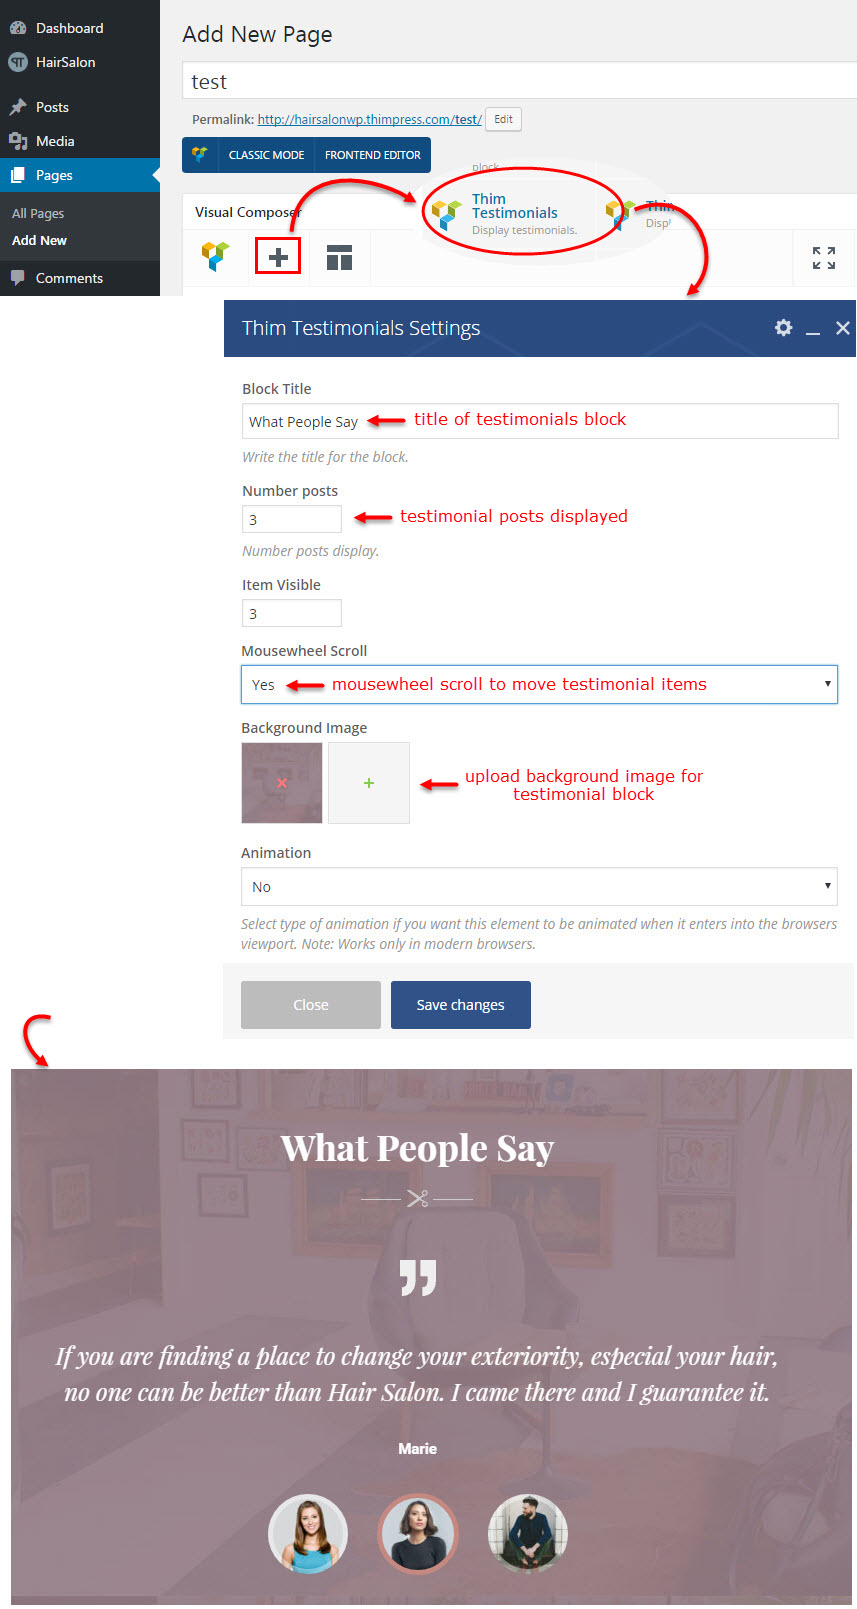 Dashboard
HairSalon
Posts
Media
Pages
All Pages
Add New
Comments
Add New Page
test
Permalink: http://hairsalonwp.thimpress.com/test/ Edit
CLASSIC MODE FRONTEND EDITOR
Visual Composer
block
Thim
Testimonials
Display testimonials.
Thim Testimonials Settings
Block Title
What People Say title of testimonials block
Write the title for the block.
Number posts
3 testimonial posts displayed
Number posts display.
Item Visible
3
Mousewheel Scroll
Yes mousewheel scroll to move testimonial items
Background Image
upload background image for
testimonial block
Animation
No
Select type of animation if you want this element to be animated when it enters into the browsers
viewport. Note: Works only in modern browsers.
Close Save changes
What People Say
If you are finding a place to change your exteriority, especial your hair,
no one can be better than Hair Salon. I came there and I guarantee it.
Marie